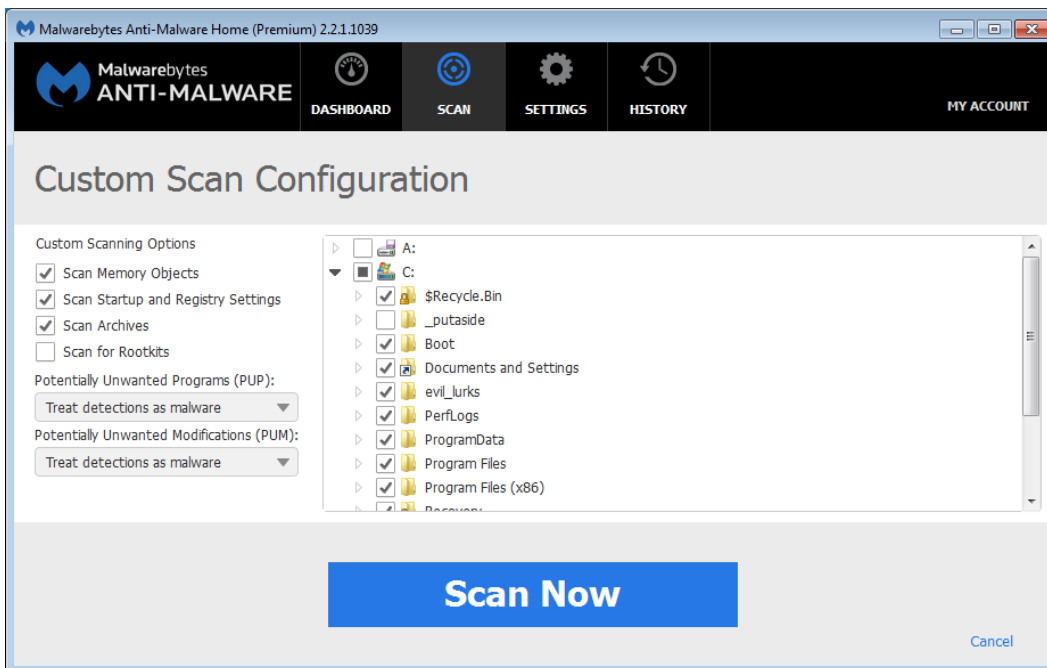 Malwarebytes Anti-Malware Home (Premium) 2.2.1.1039
Malwarebytes
ANTI-MALWARE
DASHBOARD
SCAN
SETTINGS
HISTORY
MY ACCOUNT
Custom Scan Configuration
Custom Scanning Options
Scan Memory Objects
Scan Startup and Registry Settings
Scan Archives
Scan for Rootkits
Potentially Unwanted Programs (PUP):
Treat detections as malware
Potentially Unwanted Modifications (PUM):
Treat detections as malware
A:
C:
$Recycle.Bin
_putaside
Boot
Documents and Settings
evil_lurks
PerfLogs
ProgramData
Program Files
Program Files (x86)
Recovery
Scan Now
Cancel